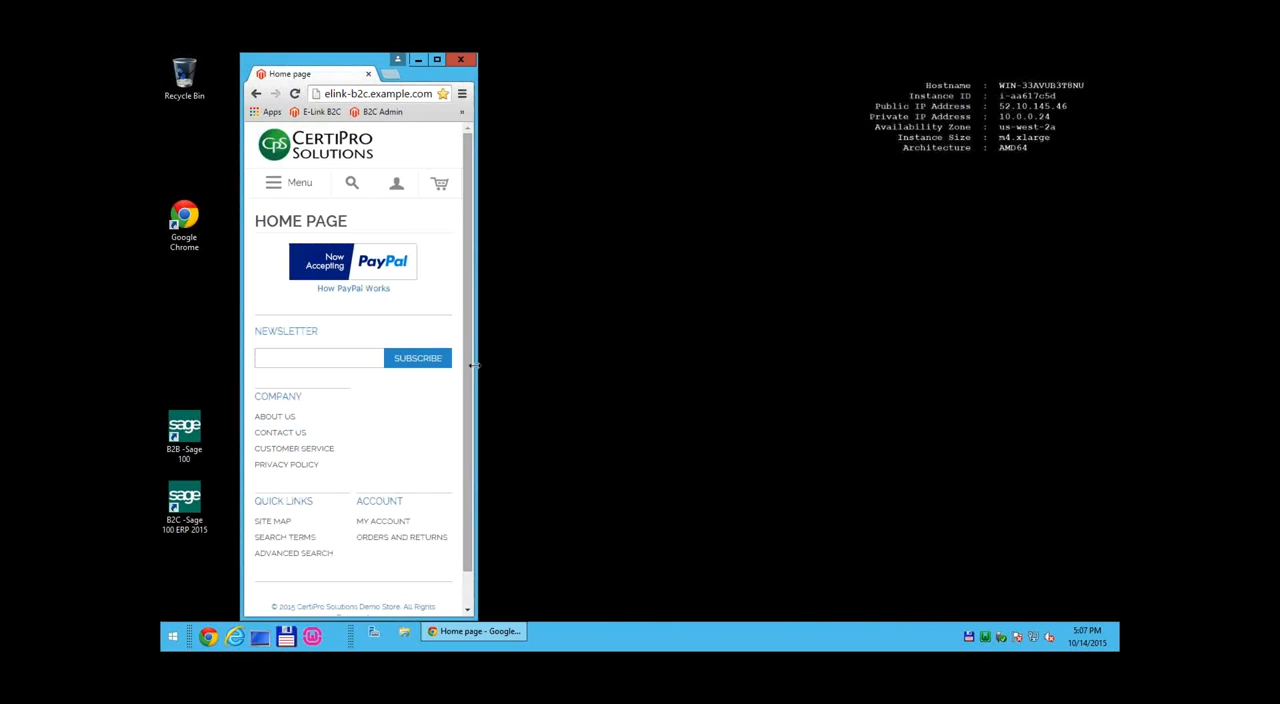 Recycle Bin
Google
Chrome
sage
B2B -Sage
100
sage
B2C -Sage
100 ERP 2015
Home page
elink-b2c.example.com
Apps
E-Link B2C
B2C Admin
»
CPS
CERTIPRO
SOLUTIONS
Menu
HOME PAGE
Now
Accepting
PayPal
How PayPal Works
NEWSLETTER
SUBSCRIBE
COMPANY
ABOUT US
CONTACT US
CUSTOMER SERVICE
PRIVACY POLICY
QUICK LINKS
SITE MAP
SEARCH TERMS
ADVANCED SEARCH
ACCOUNT
MY ACCOUNT
ORDERS AND RETURNS
© 2015 CertiPro Solutions Demo Store. All Rights
Hostname : WIN-33AVUB3T8NU
Instance ID : i-aa617c5d
Public IP Address : 52.10.145.46
Private IP Address : 10.0.0.24
Availability Zone : us-west-2a
Instance Size : m4.xlarge
Architecture : AMD64
Home page - Google...
5:07 PM
10/14/2015